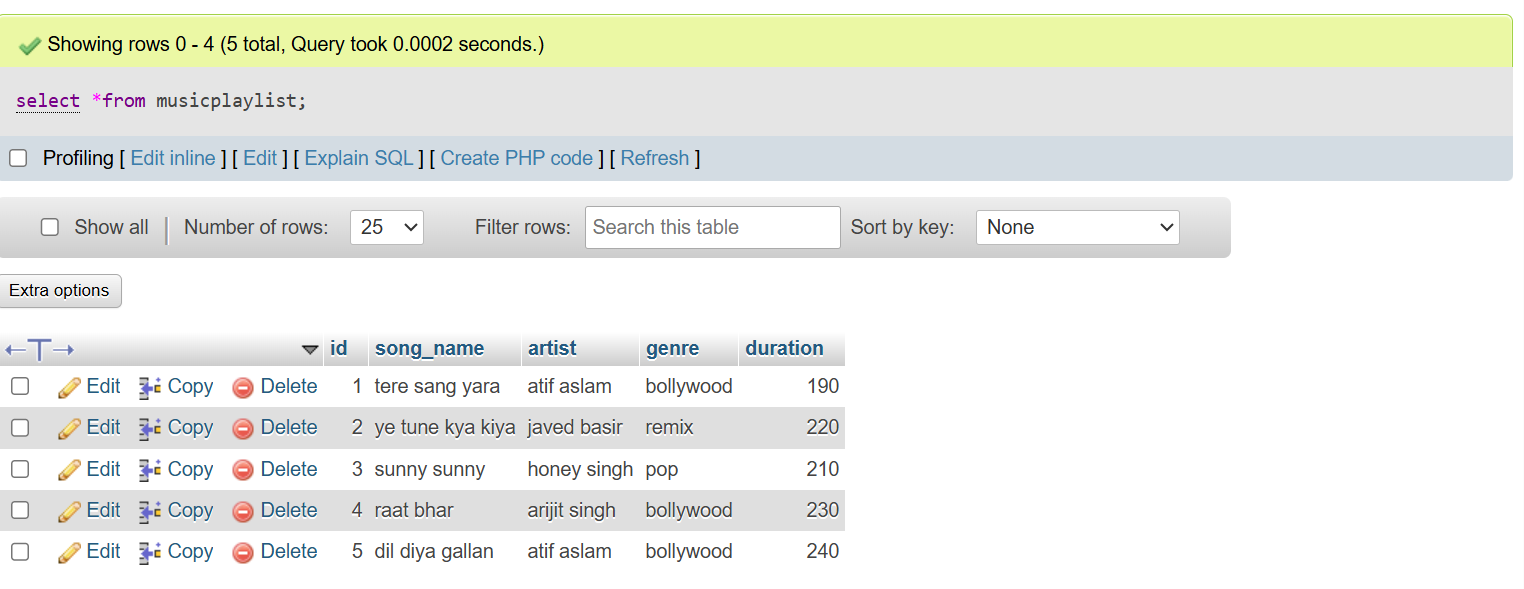 Showing rows 0 - 4 (5 total, Query took 0.0002 seconds.)
select *from musicplaylist;
Profiling [ Edit inline ] [ Edit ] [ Explain SQL ] [ Create PHP code ] [ Refresh ]
Show all Number of rows: 25 Filter rows: Search this table Sort by key: None
Extra options
id song_name artist genre duration
Edit Copy Delete 1 tere sang yara atif aslam bollywood 190
Edit Copy Delete 2 ye tune kya kiya javed basir remix 220
Edit Copy Delete 3 sunny sunny honey singh pop 210
Edit Copy Delete 4 raat bhar arijit singh bollywood 230
Edit Copy Delete 5 dil diya gallan atif aslam bollywood 240